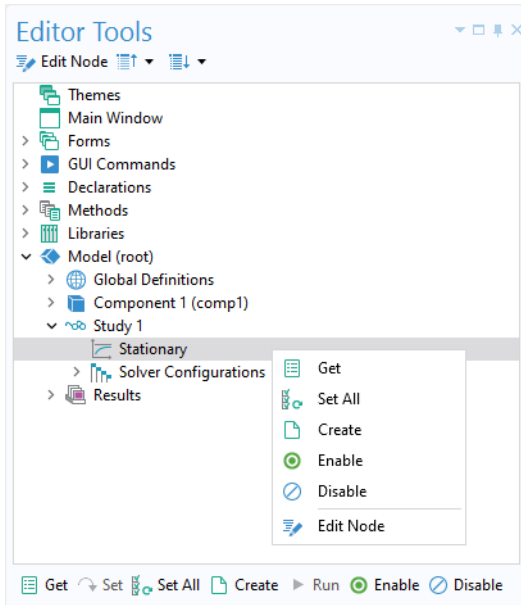 Editor Tools
Edit Node
Themes
Main Window
Forms
GUI Commands
Declarations
Methods
Libraries
Model (root)
Global Definitions
Component 1 (comp1)
Study 1
Stationary
Solver Configurations
Results
Get
Set All
Create
Enable
Disable
Edit Node
Get Set Set All Create Run Enable Disable